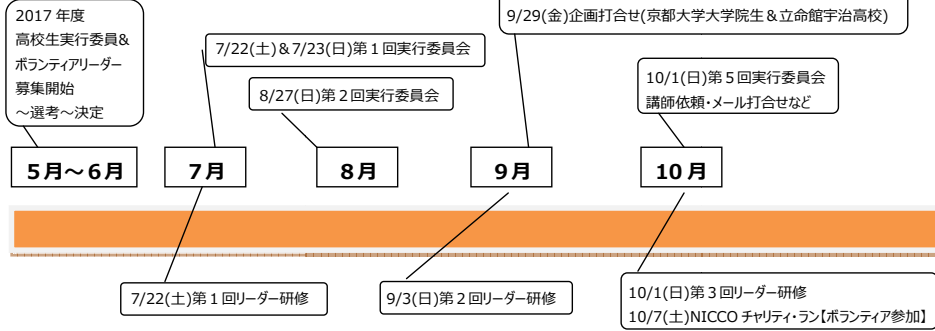 2017 年度
高校生実行委員&
ボランティアリーダー
募集開始
～選考～決定
7/22(土)&7/23(日)第1回実行委員会
8/27(日)第2回実行委員会
9/29(金)企画打合せ(京都大学大学院生&立命館宇治高校)
10/1(日)第5回実行委員会
講師依頼・メール打合せなど
5月～6月
7月
8月
9月
10月
7/22(土)第1回リーダー研修
9/3(日)第2回リーダー研修
10/1(日)第3回リーダー研修
10/7(土)NICCO チャリティ・ラン【ボランティア参加】